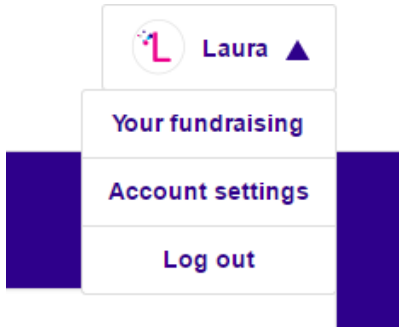 L
Laura ▲
Your fundraising
Account settings
Log out